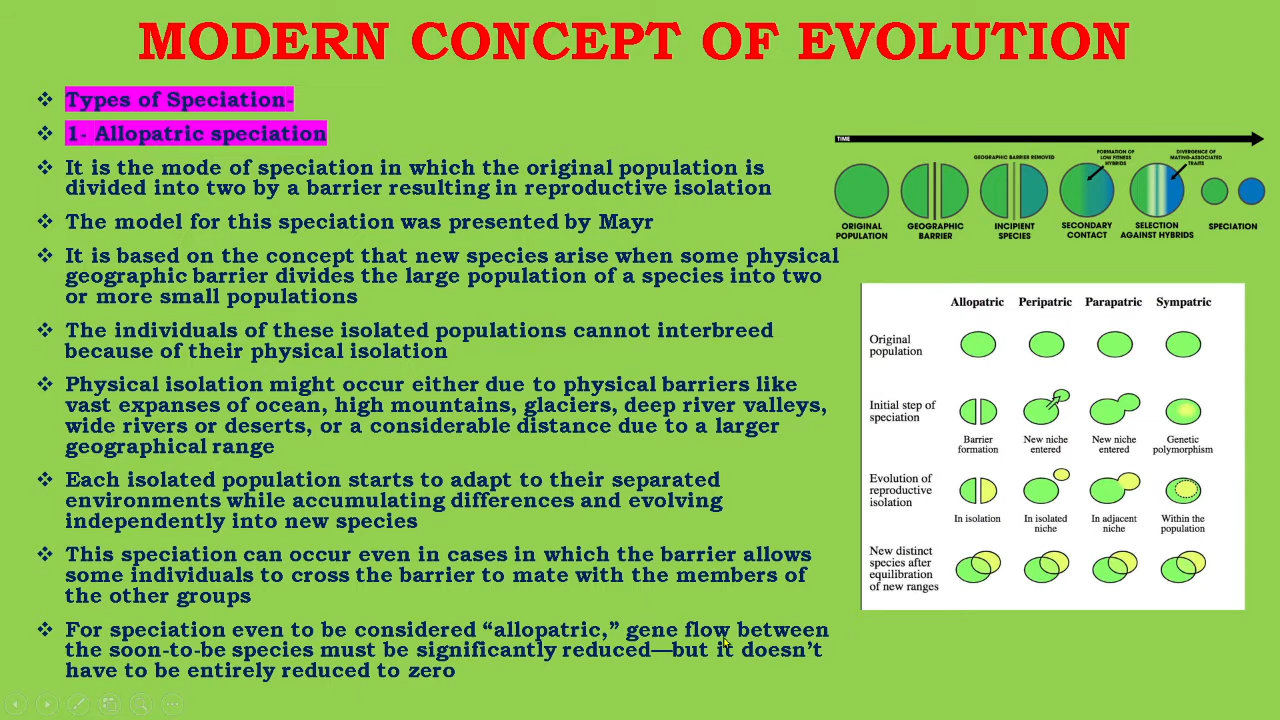 MODERN CONCEPT OF EVOLUTION
❖ Types of Speciation-
❖ 1- Allopatric speciation
❖ It is the mode of speciation in which the original population is
divided into two by a barrier resulting in reproductive isolation
❖ The model for this speciation was presented by Mayr
❖ It is based on the concept that new species arise when some physical
geographic barrier divides the large population of a species into two
or more small populations
❖ The individuals of these isolated populations cannot interbreed
because of their physical isolation
❖ Physical isolation might occur either due to physical barriers like
vast expanses of ocean, high mountains, glaciers, deep river valleys,
wide rivers or deserts, or a considerable distance due to a larger
geographical range
❖ Each isolated population starts to adapt to their separated
environments while accumulating differences and evolving
independently into new species
❖ This speciation can occur even in cases in which the barrier allows
some individuals to cross the barrier to mate with the members of
the other groups
❖ For speciation even to be considered “allopatric,” gene flow between
the soon-to-be species must be significantly reduced—but it doesn’t
have to be entirely reduced to zero
TIME
GEOGRAPHIC BARRIER REMOVED
FORMATION OF
LOW FITNESS
HYBRIDS
DIVERGENCE OF
MATING-ASSOCIATED
TRAITS
ORIGINAL
POPULATION
GEOGRAPHIC
BARRIER
INCIPIENT
SPECIES
SECONDARY
CONTACT
SELECTION
AGAINST HYBRIDS
SPECIATION
Allopatric Peripatric Parapatric Sympatric
Original
population
Initial step of
speciation
Barrier
formation
New niche
entered
New niche
entered
Genetic
polymorphism
Evolution of
reproductive
isolation
In isolation
In isolated
niche
In adjacent
niche
Within the
population
New distinct
species after
equilibration
of new ranges